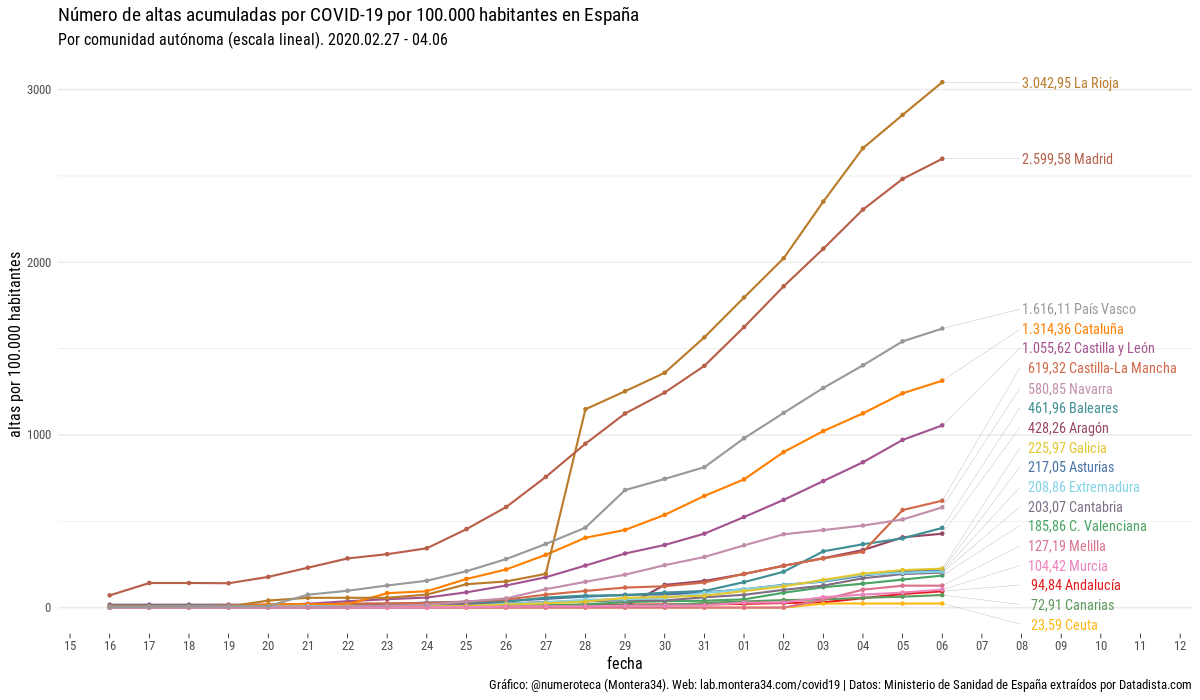 Número de altas acumuladas por COVID-19 por 100.000 habitantes en España
Por comunidad autónoma (escala lineal). 2020.02.27 - 04.06
altas por 100.000 habitantes
3000
2000
1000
0
3.042,95 La Rioja
2.599,58 Madrid
1.616,11 País Vasco
1.314,36 Cataluña
1.055,62 Castilla y León
619,32 Castilla-La Mancha
580,85 Navarra
461,96 Baleares
428,26 Aragón
225,97 Galicia
217,05 Asturias
208,86 Extremadura
203,07 Cantabria
185,86 C. Valenciana
127,19 Melilla
104,42 Murcia
94,84 Andalucía
72,91 Canarias
23,59 Ceuta
15 16 17 18 19 20 21 22 23 24 25 26 27 28 29 30 31 01 02 03 04 05 06 07 08 09 10 11 12
fecha
Gráfico: @numeroteca (Montera34). Web: lab.montera34.com/covid19 | Datos: Ministerio de Sanidad de España extraídos por Datadista.com